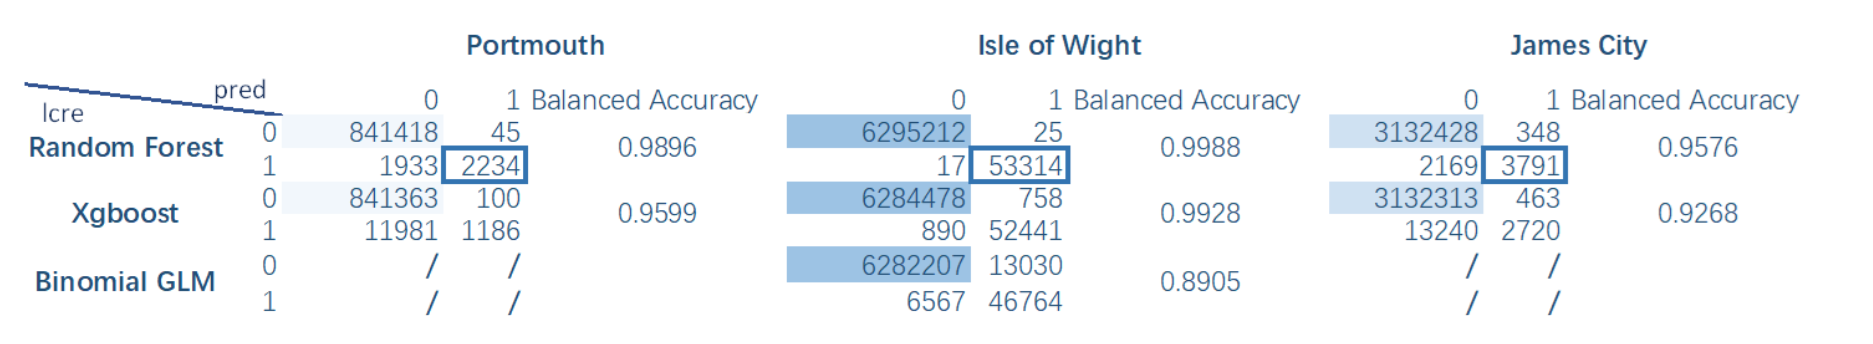 Portmouth Isle of Wight James City
pred
lcre
0 1 Balanced Accuracy 0 1 Balanced Accuracy 0 1 Balanced Accuracy
Random Forest
0 841418 45 0.9896 6295212 25 0.9988 3132428 348 0.9576
1 1933 2234 17 53314 2169 3791
Xgboost
0 841363 100 0.9599 6284478 758 0.9928 3132313 463 0.9268
1 11981 1186 890 52441 13240 2720
Binomial GLM
0 / / 6282207 13030 0.8905 / /
1 / / 6567 46764 / /